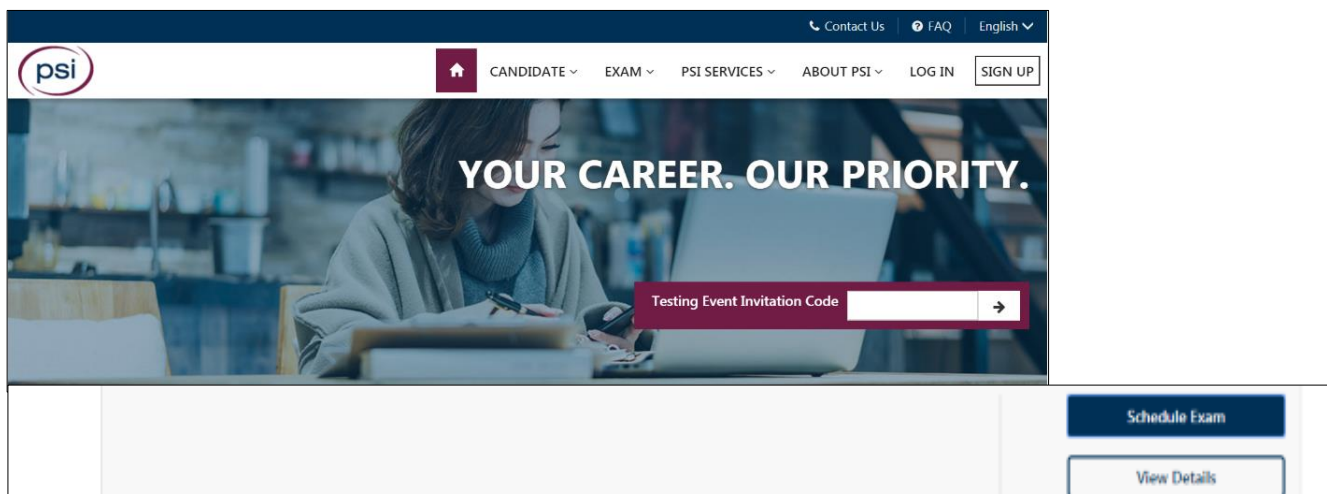 Contact Us FAQ English
psi CANDIDATE EXAM PSI SERVICES ABOUT PSI LOG IN SIGN UP
YOUR CAREER. OUR PRIORITY.
Testing Event Invitation Code
Schedule Exam
View Details